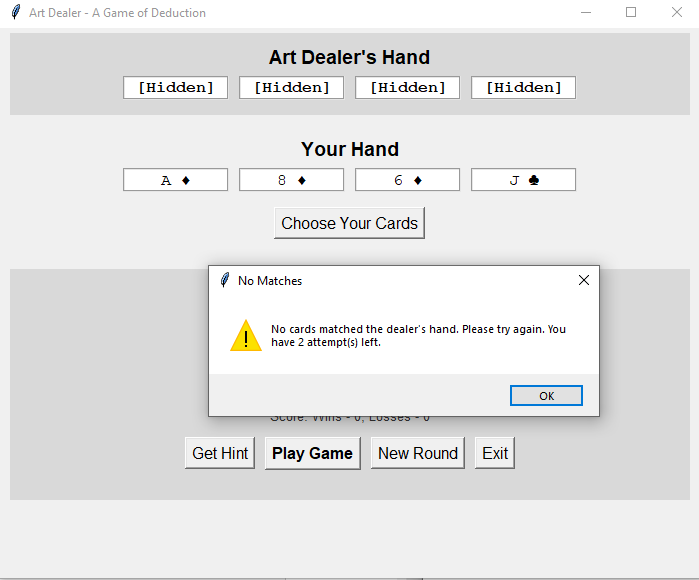 Art Dealer - A Game of Deduction
Art Dealer's Hand
[Hidden] [Hidden] [Hidden] [Hidden]
Your Hand
A ♦ 8 ♦ 6 ♦ J ♣
Choose Your Cards
No Matches
No cards matched the dealer's hand. Please try again. You
have 2 attempt(s) left.
OK
Score: Wins - 0, Losses - 0
Get Hint Play Game New Round Exit